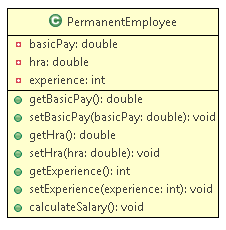 C PermanentEmployee
basicPay: double
hra: double
experience: int
getBasicPay(): double
setBasicPay(basicPay: double): void
getHra(): double
setHra(hra: double): void
getExperience(): int
setExperience(experience: int): void
calculateSalary(): void